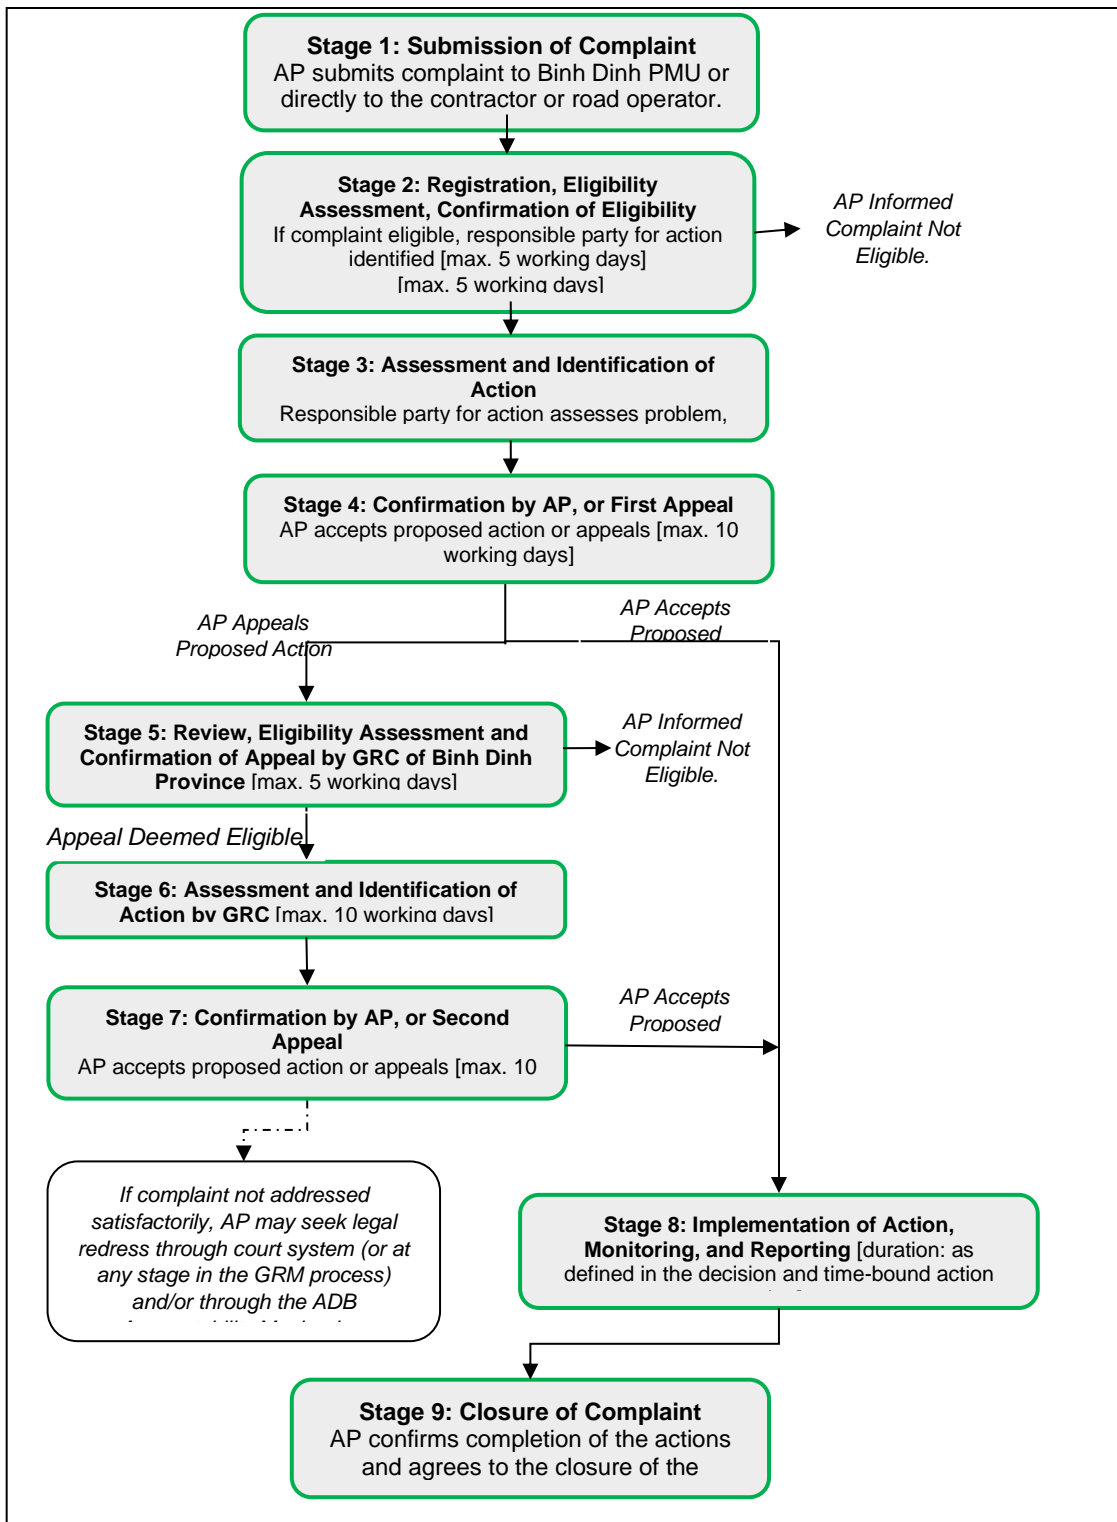 Stage 1: Submission of Complaint
AP submits complaint to Binh Dinh PMU or
directly to the contractor or road operator.
Stage 2: Registration, Eligibility
Assessment, Confirmation of Eligibility
If complaint eligible, responsible party for action
identified [max. 5 working days]
[max. 5 working days]
AP Informed
Complaint Not
Eligible.
Stage 3: Assessment and Identification of
Action
Responsible party for action assesses problem,
Stage 4: Confirmation by AP, or First Appeal
AP accepts proposed action or appeals [max. 10
working days]
AP Appeals
Proposed Action
AP Accepts
Proposed
Stage 5: Review, Eligibility Assessment and
Confirmation of Appeal by GRC of Binh Dinh
Province [max. 5 working days]
AP Informed
Complaint Not
Eligible.
Appeal Deemed Eligible
Stage 6: Assessment and Identification of
Action by GRC [max. 10 working days]
Stage 7: Confirmation by AP, or Second
Appeal
AP accepts proposed action or appeals [max. 10
AP Accepts
Proposed
If complaint not addressed
satisfactorily, AP may seek legal
redress through court system (or at
any stage in the GRM process)
and/or through the ADB
Stage 8: Implementation of Action,
Monitoring, and Reporting [duration: as
defined in the decision and time-bound action
Stage 9: Closure of Complaint
AP confirms completion of the actions
and agrees to the closure of the